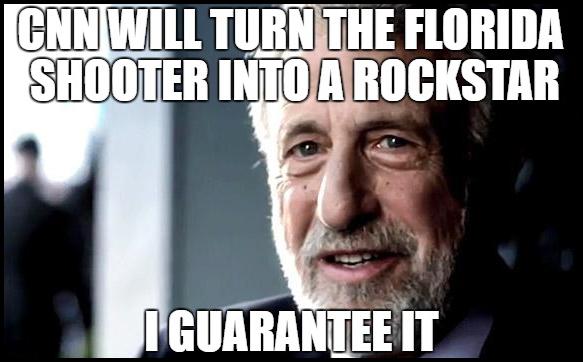 CNN WILL TURN THE FLORIDA
SHOOTER INTO A ROCKSTAR
I GUARANTEE IT